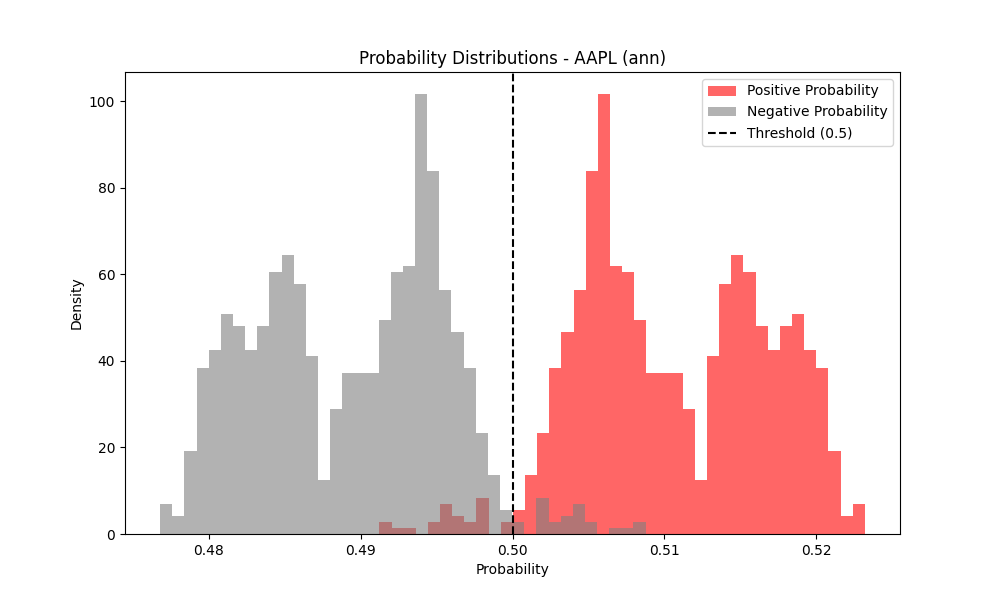 Probability Distributions - AAPL (ann)
Positive Probability
Negative Probability
Threshold (0.5)
100
80
60
40
20
0
Density
0.48
0.49
0.50
0.51
0.52
Probability